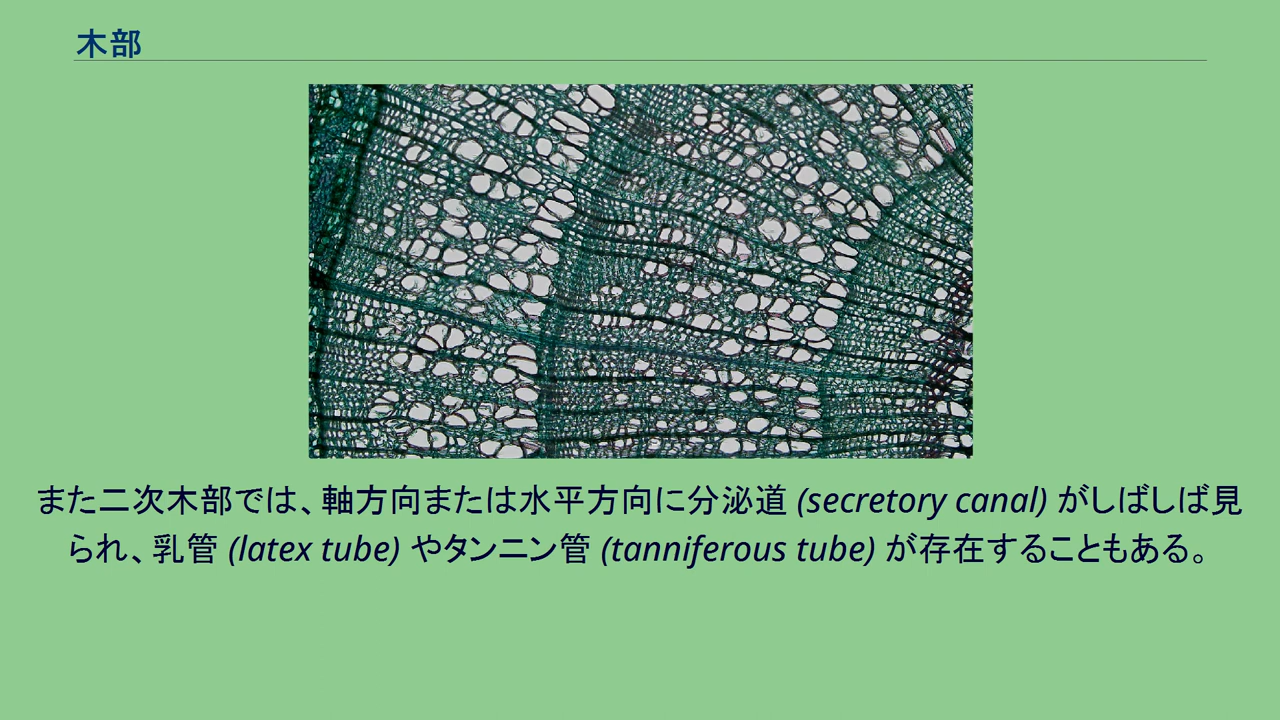 木部
また二次木部では、軸方向または水平方向に分泌道 (secretory canal) がしばしば見
られ、乳管 (latex tube) やタンニン管 (tanniferous tube) が存在することもある。